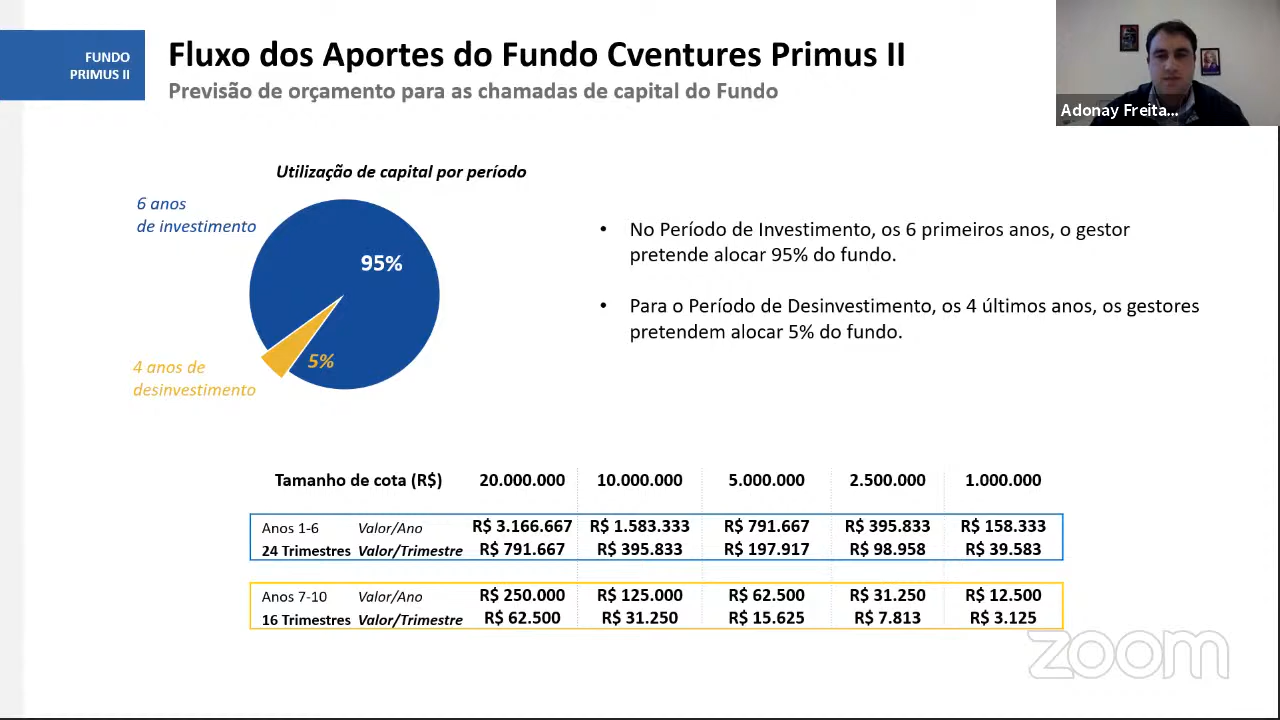 FUNDO
PRIMUS II
Fluxo dos Aportes do Fundo Cventures Primus II
Previsão de orçamento para as chamadas de capital do Fundo
Adonay Freita...
Utilização de capital por período
6 anos
de investimento
95%
4 anos de
desinvestimento
5%
• No Período de Investimento, os 6 primeiros anos, o gestor
pretende alocar 95% do fundo.
• Para o Período de Desinvestimento, os 4 últimos anos, os gestores
pretendem alocar 5% do fundo.
Tamanho de cota (R$) 20.000.000 10.000.000 5.000.000 2.500.000 1.000.000
Anos 1-6 Valor/Ano R$ 3.166.667 R$ 1.583.333 R$ 791.667 R$ 395.833 R$ 158.333
24 Trimestres Valor/Trimestre R$ 791.667 R$ 395.833 R$ 197.917 R$ 98.958 R$ 39.583
Anos 7-10 Valor/Ano R$ 250.000 R$ 125.000 R$ 62.500 R$ 31.250 R$ 12.500
16 Trimestres Valor/Trimestre R$ 62.500 R$ 31.250 R$ 15.625 R$ 7.813 R$ 3.125
zoom